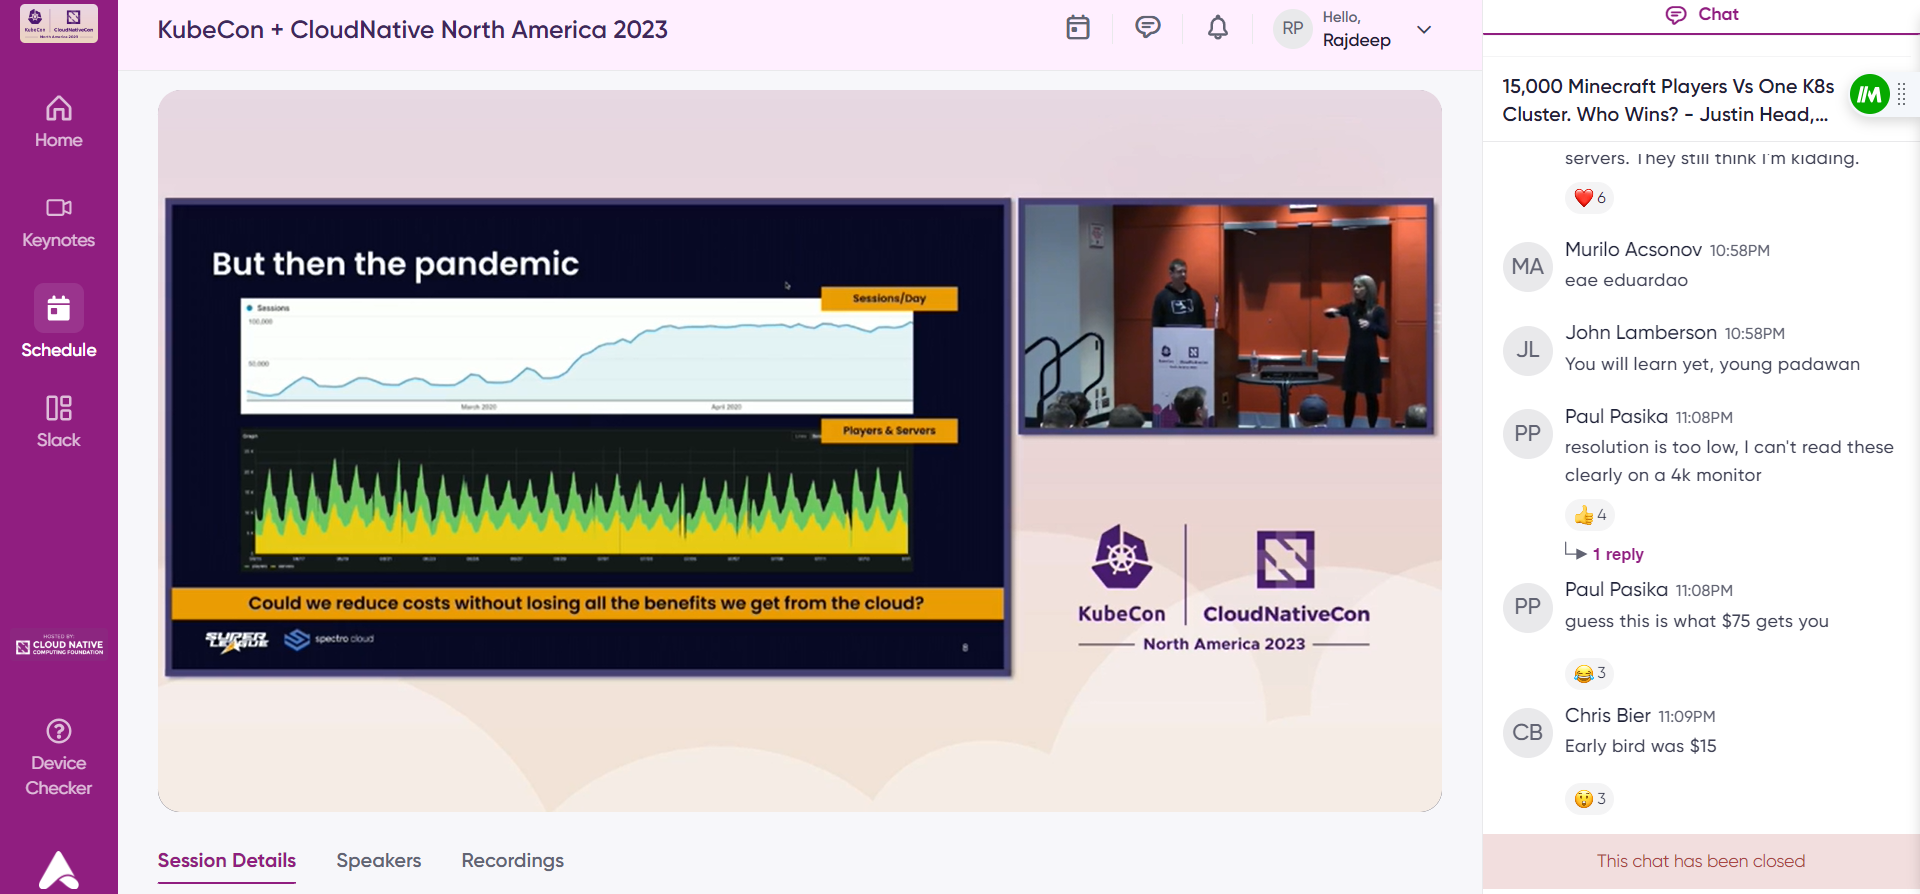 KubeCon + CloudNative North America 2023
RP
Hello,
Rajdeep
Home
Keynotes
Schedule
Slack
HOSTED BY
CLOUD NATIVE
COMPUTING FOUNDATION
Device
Checker
But then the pandemic
Sessions/Day
Sessions
100,000
50,000
March 2020
April 2020
Players & Servers
Graph
Could we reduce costs without losing all the benefits we get from the cloud?
SUPER
LEAGUE
spectro cloud
8
KubeCon
CloudNativeCon
North America 2023
Session Details
Speakers
Recordings
Chat
15,000 Minecraft Players Vs One K8s
Cluster. Who Wins? - Justin Head,...
servers. They still think I'm kidding.
6
MA
Murilo Acsonov 10:58PM
eae eduardao
JL
John Lamberson 10:58PM
You will learn yet, young padawan
PP
Paul Pasika 11:08PM
resolution is too low, I can't read these
clearly on a 4k monitor
4
1 reply
PP
Paul Pasika 11:08PM
guess this is what $75 gets you
3
CB
Chris Bier 11:09PM
Early bird was $15
3
This chat has been closed